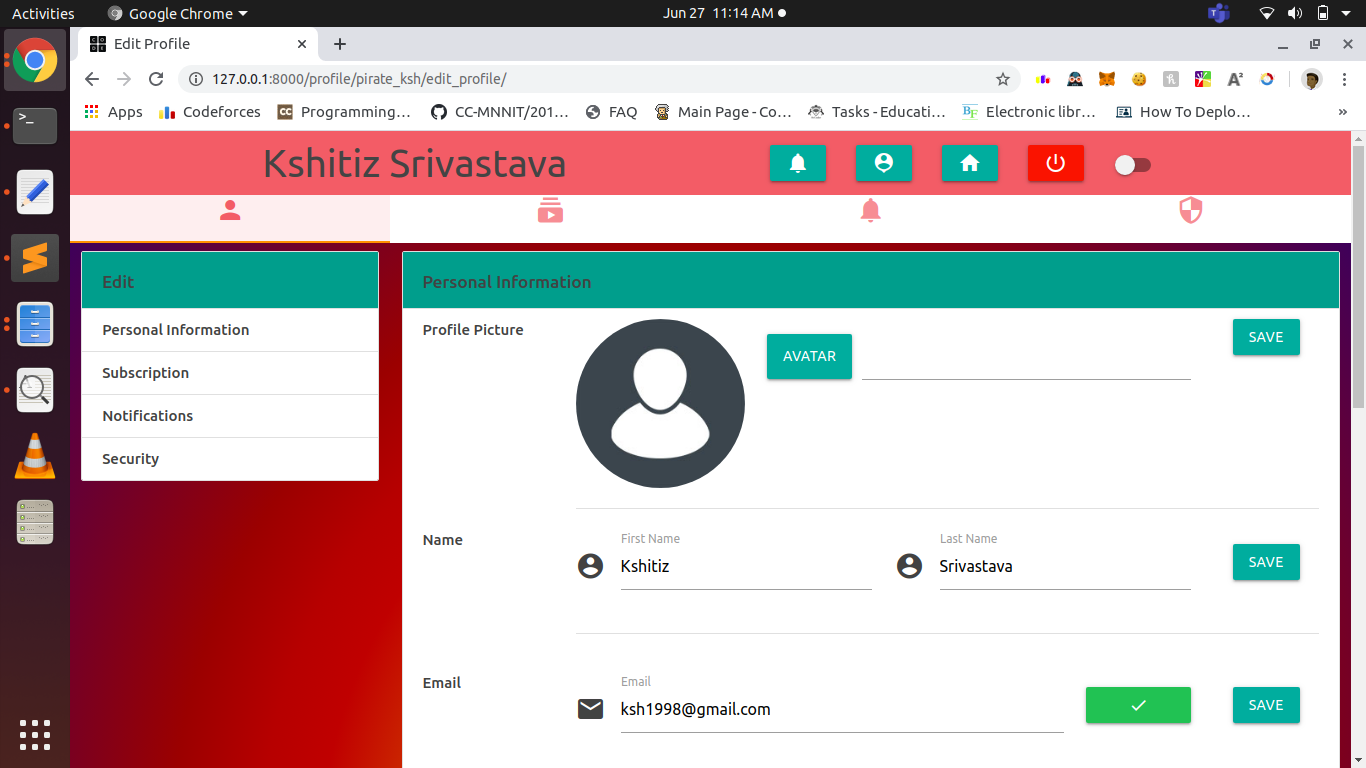 Activities Google Chrome Jun 27 11:14 AM
Edit Profile
127.0.0.1:8000/profile/pirate_ksh/edit_profile/
Apps Codeforces CC Programming… CC-MNNIT/201… FAQ Main Page - Co… Tasks - Educati… BF Electronic libr… How To Deplo… »
Kshitiz Srivastava
Edit
Personal Information
Subscription
Notifications
Security
Personal Information
Profile Picture
AVATAR
SAVE
Name
First Name
Kshitiz
Last Name
Srivastava
SAVE
Email
Email
ksh1998@gmail.com
SAVE